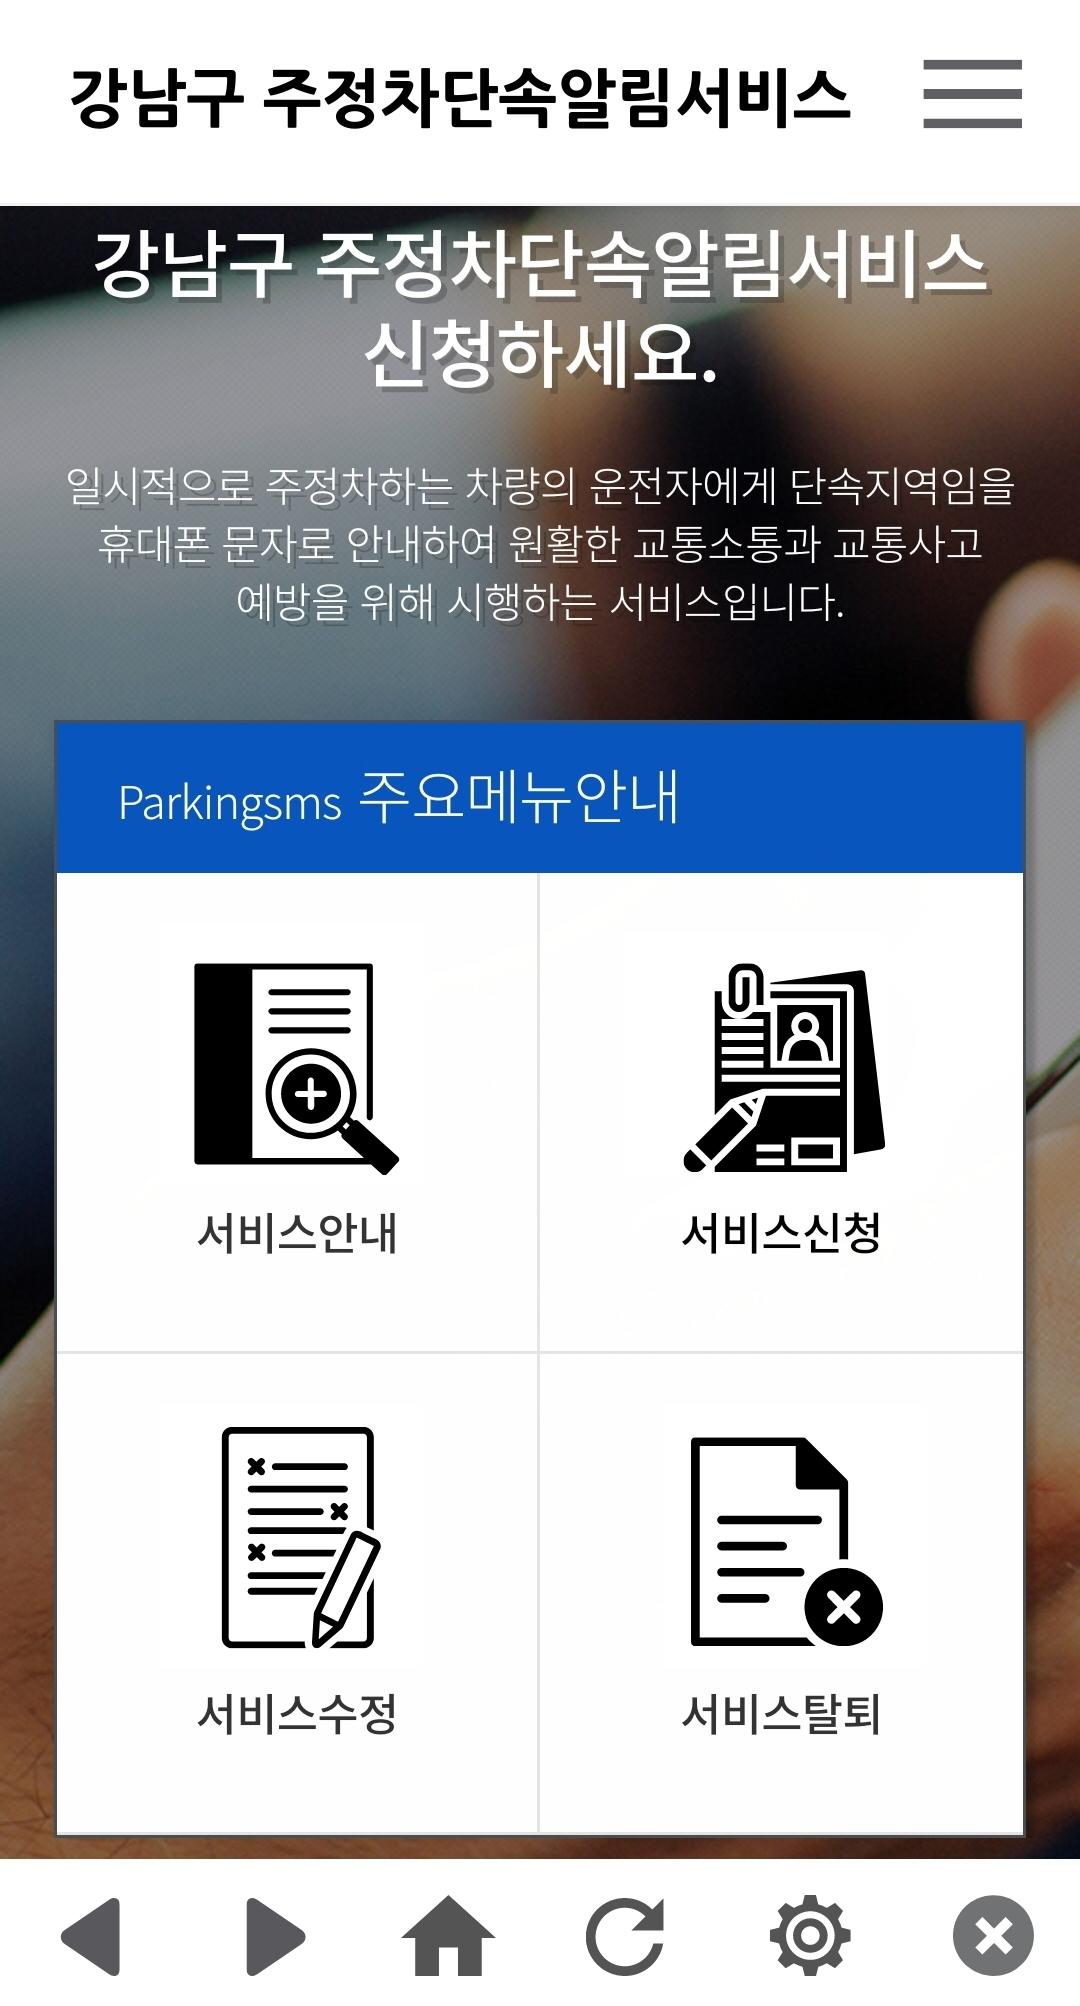 강남구 주정차단속알림서비스
강남구 주정차단속알림서비스
신청하세요.
일시적으로 주정차하는 차량의 운전자에게 단속지역임을
휴대폰 문자로 안내하여 원활한 교통소통과 교통사고
예방을 위해 시행하는 서비스입니다.
Parkingsms 주요메뉴안내
서비스안내
서비스신청
서비스수정
서비스탈퇴